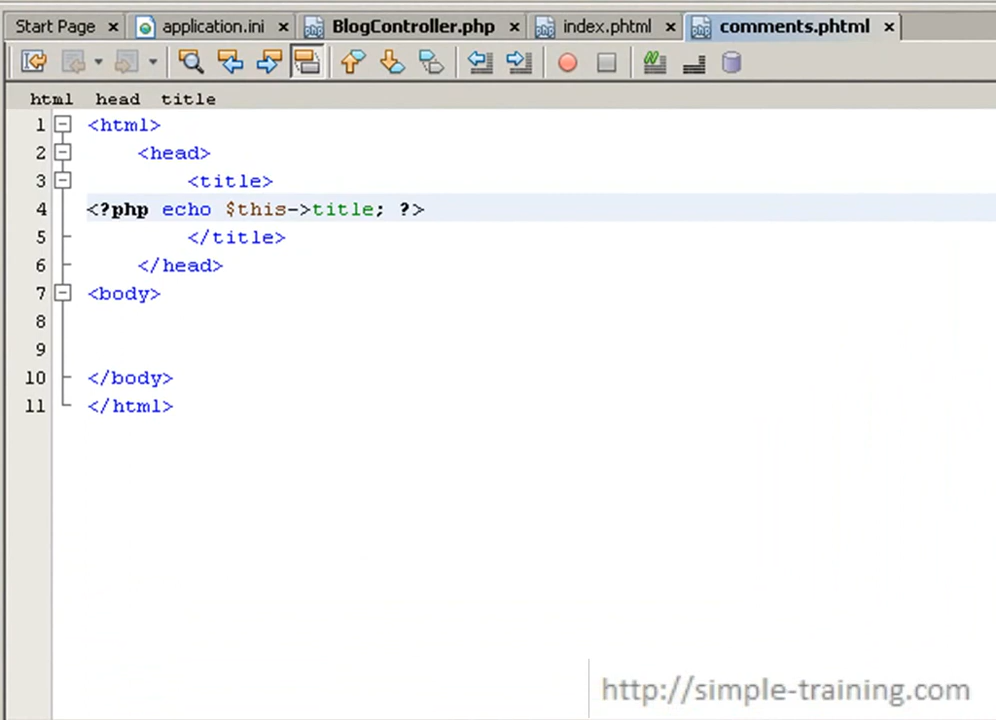 Start Page application.ini BlogController.php index.phtml comments.phtml
html head title
1 <html>
2 <head>
3 <title>
4 <?php echo $this->title; ?>
5 </title>
6 </head>
7 <body>
8
9
10 </body>
11 </html>
http://simple-training.com